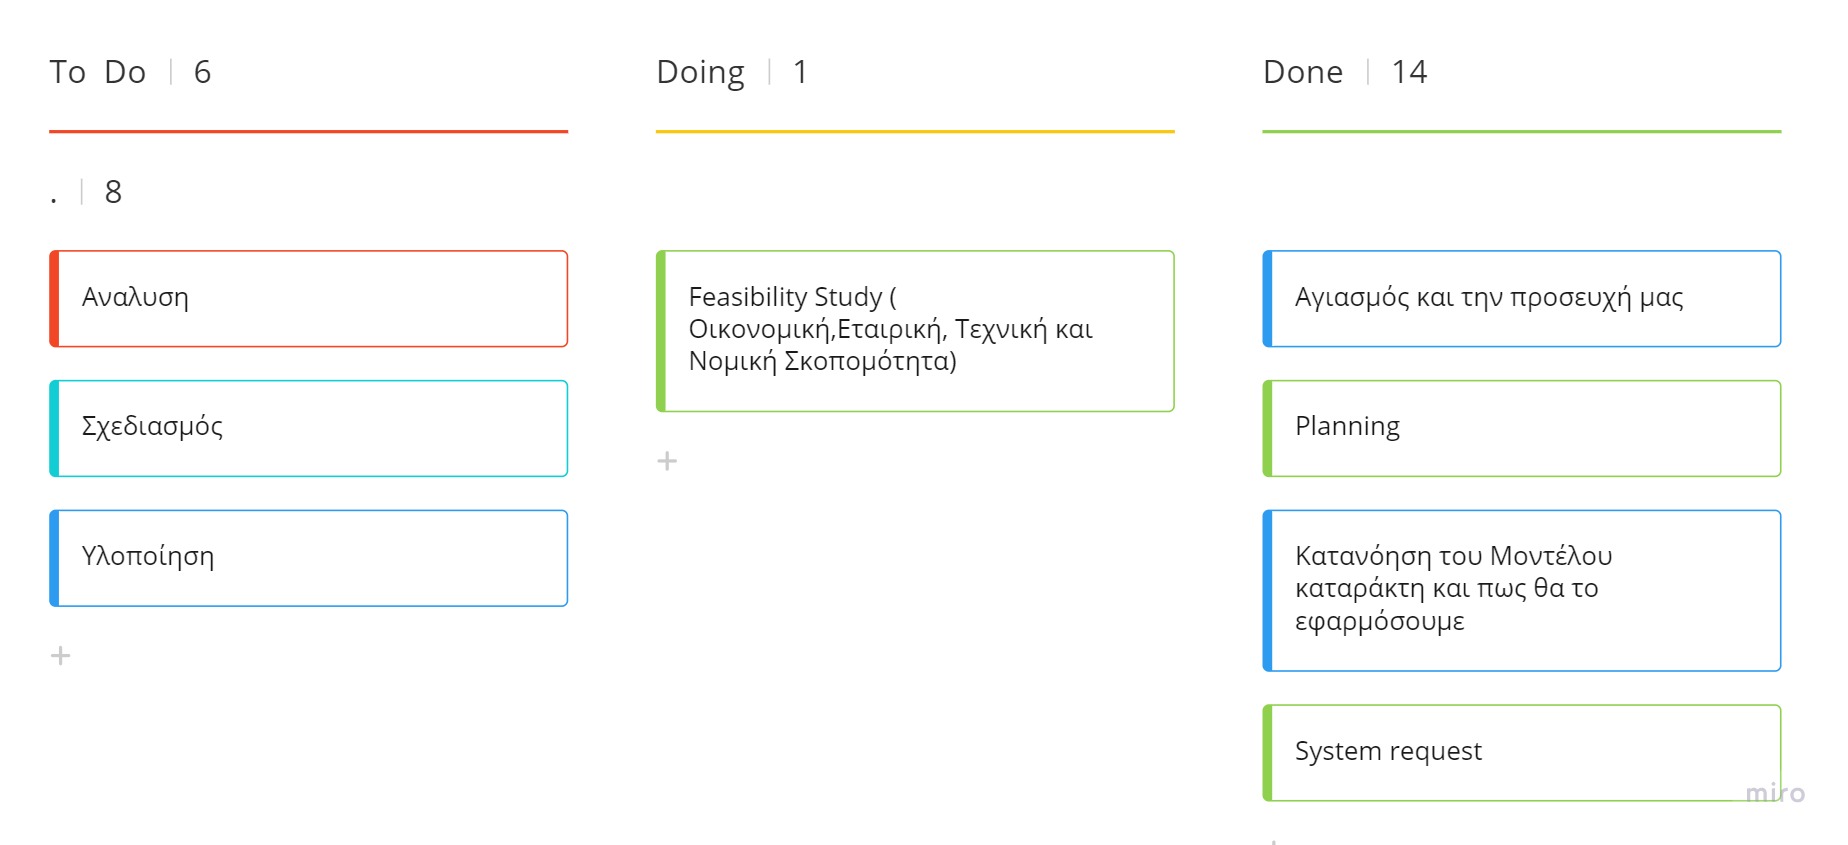 To Do | 6
Doing | 1
Done | 14
. | 8
Αναλυση
Σχεδιασμός
Υλοποίηση
+
Feasibility Study (
Οικονομική,Εταιρική, Τεχνική και
Νομική Σκοπομότητα)
+
Αγιασμός και την προσευχή μας
Planning
Κατανόηση του Μοντέλου
καταράκτη και πως θα το
εφαρμόσουμε
System request
miro